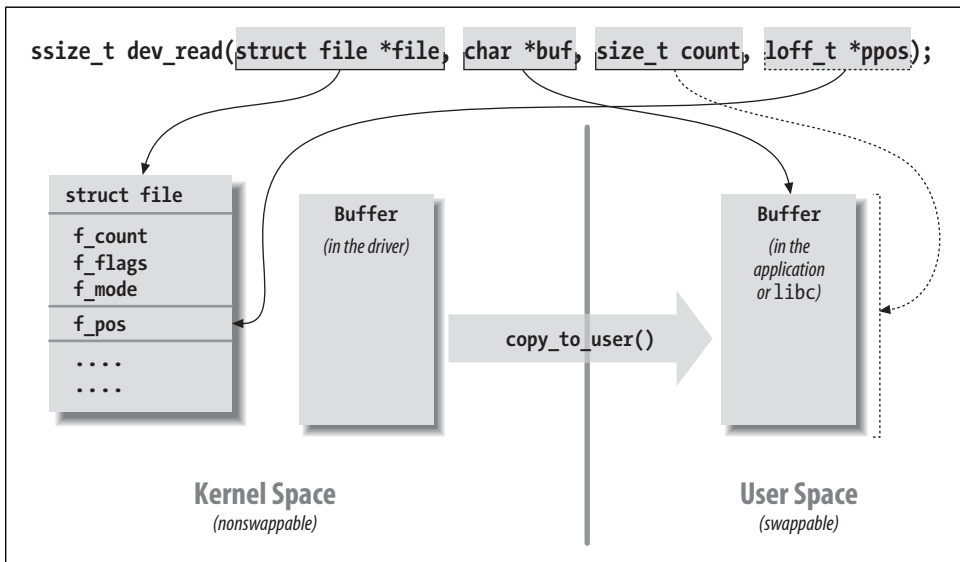 ssize_t dev_read(struct file *file, char *buf, size_t count, loff_t *ppos);
struct file
f_count
f_flags
f_mode
f_pos
....
....
Buffer
(in the driver)
copy_to_user()
Buffer
(in the
application
or libc)
Kernel Space
(nonswappable)
User Space
(swappable)